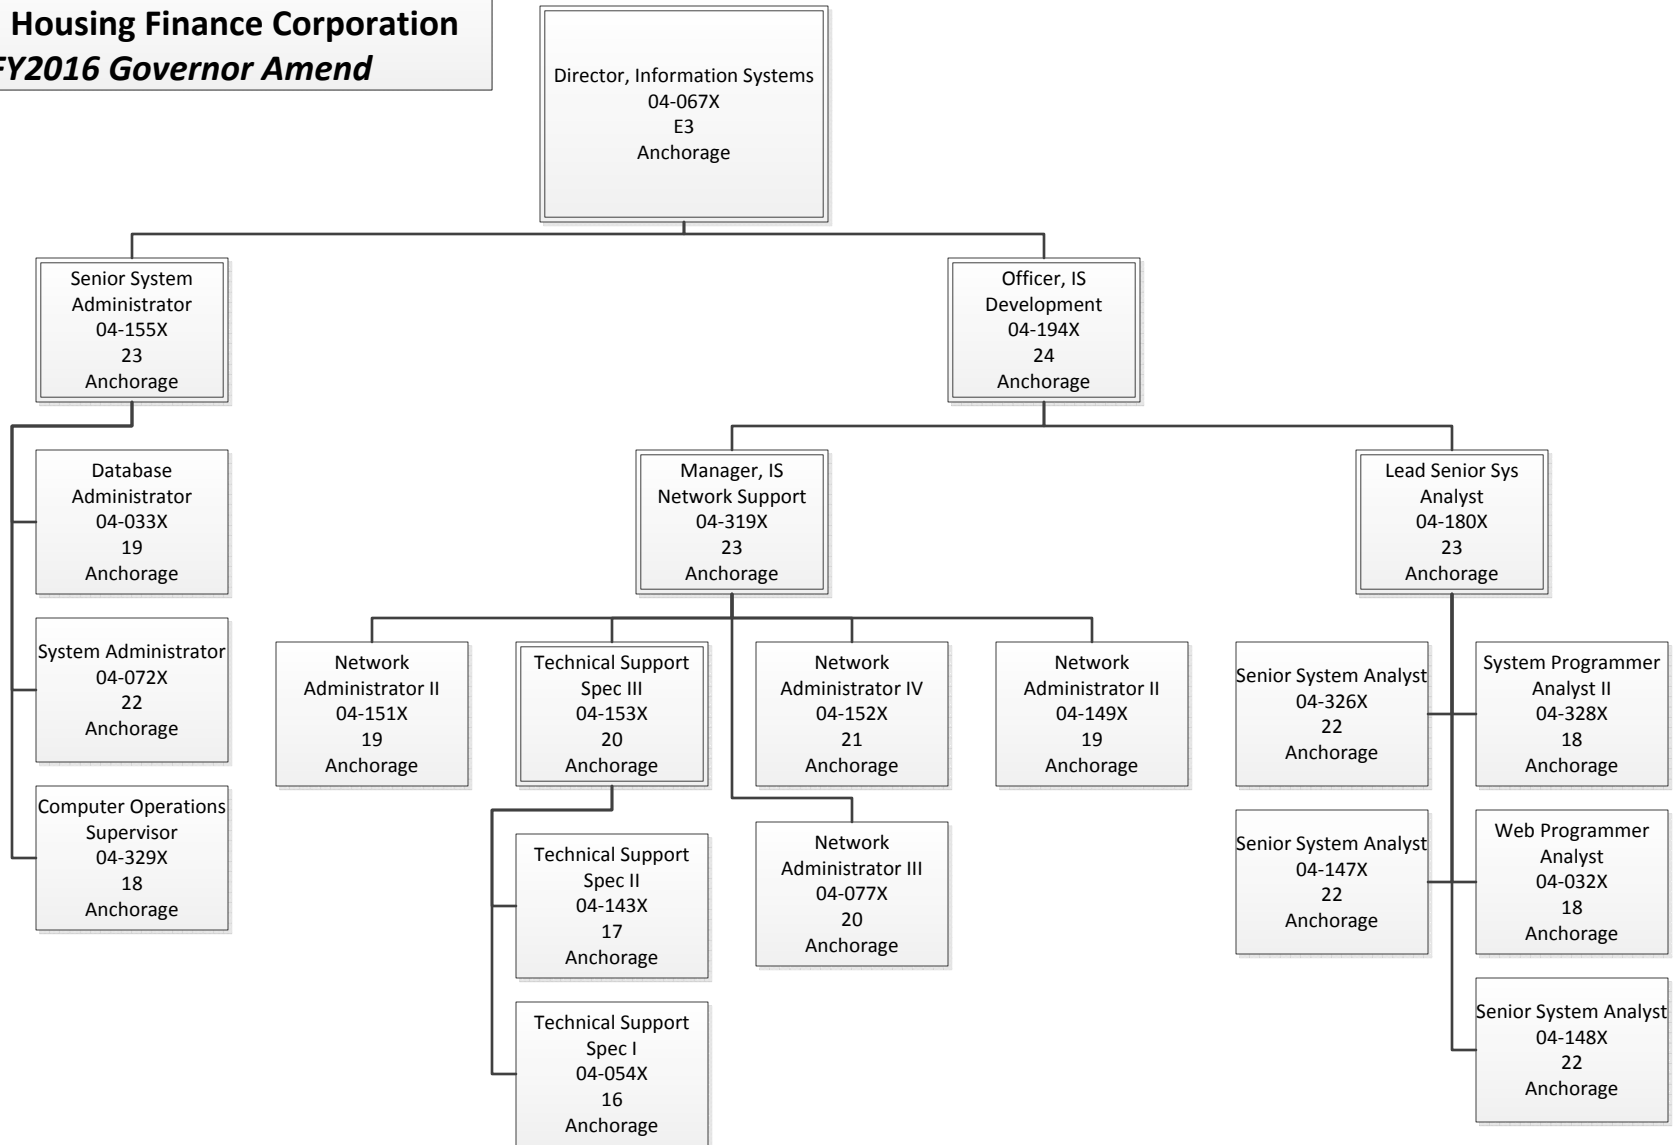 Housing Finance Corporation
FY2016 Governor Amend
Director, Information Systems
04-067X
E3
Anchorage
Senior System
Administrator
04-155X
23
Anchorage
Officer, IS
Development
04-194X
24
Anchorage
Database
Administrator
04-033X
19
Anchorage
System Administrator
04-072X
22
Anchorage
Computer Operations
Supervisor
04-329X
18
Anchorage
Manager, IS
Network Support
04-319X
23
Anchorage
Lead Senior Sys
Analyst
04-180X
23
Anchorage
Network
Administrator II
04-151X
19
Anchorage
Technical Support
Spec III
04-153X
20
Anchorage
Network
Administrator IV
04-152X
21
Anchorage
Network
Administrator II
04-149X
19
Anchorage
Technical Support
Spec II
04-143X
17
Anchorage
Technical Support
Spec I
04-054X
16
Anchorage
Network
Administrator III
04-077X
20
Anchorage
Senior System Analyst
04-326X
22
Anchorage
System Programmer
Analyst II
04-328X
18
Anchorage
Senior System Analyst
04-147X
22
Anchorage
Web Programmer
Analyst
04-032X
18
Anchorage
Senior System Analyst
04-148X
22
Anchorage